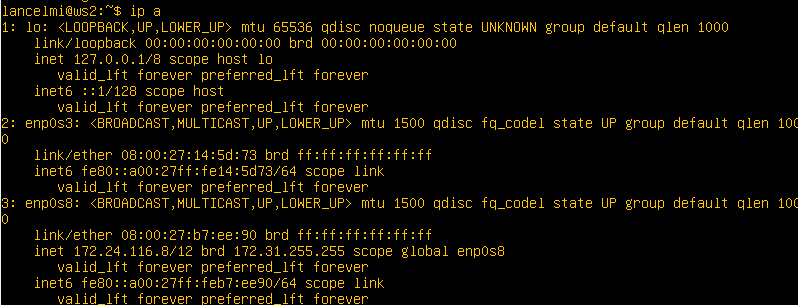 lancelmi@ws2:~$ ip a
1: lo: <LOOPBACK,UP,LOWER_UP> mtu 65536 qdisc noqueue state UNKNOWN group default qlen 1000
    link/loopback 00:00:00:00:00:00 brd 00:00:00:00:00:00
    inet 127.0.0.1/8 scope host lo
       valid_lft forever preferred_lft forever
    inet6 ::1/128 scope host
       valid_lft forever preferred_lft forever
2: enp0s3: <BROADCAST,MULTICAST,UP,LOWER_UP> mtu 1500 qdisc fq_codel state UP group default qlen 100
0
    link/ether 08:00:27:14:5d:73 brd ff:ff:ff:ff:ff:ff
    inet6 fe80::a00:27ff:fe14:5d73/64 scope link
       valid_lft forever preferred_lft forever
3: enp0s8: <BROADCAST,MULTICAST,UP,LOWER_UP> mtu 1500 qdisc fq_codel state UP group default qlen 100
0
    link/ether 08:00:27:b7:ee:90 brd ff:ff:ff:ff:ff:ff
    inet 172.24.116.8/12 brd 172.31.255.255 scope global enp0s8
       valid_lft forever preferred_lft forever
    inet6 fe80::a00:27ff:feb7:ee90/64 scope link
       valid_lft forever preferred_lft forever